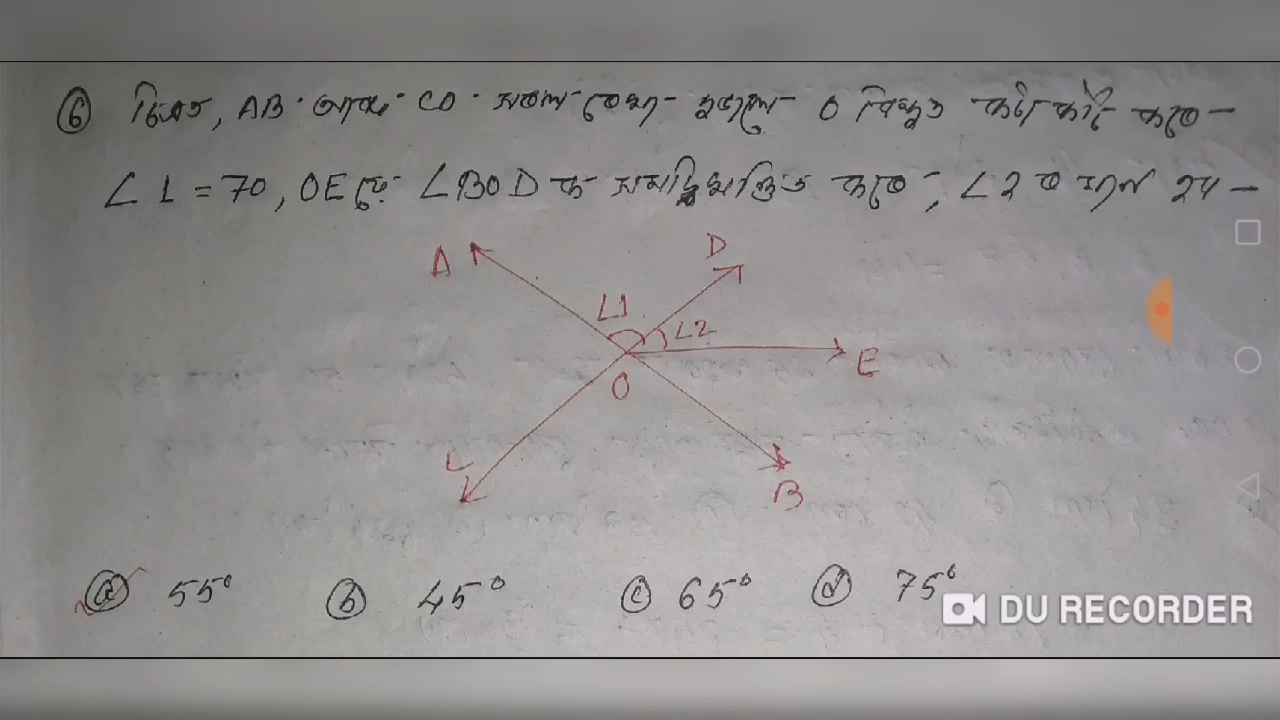 ⑥ চিত্ৰত, AB আৰু CD সৰল ৰেখা দুডালে O বিন্দুত কটাকটি কৰে
∠1 = 70, OE য়ে ∠BOD ক সমদ্বিখণ্ডিত কৰে, ∠2 ৰ মান হ'ব
A
D
∠1
∠2
E
O
C
B
ⓐ 55° ⓑ 45° ⓒ 65° ⓓ 75°
DU RECORDER